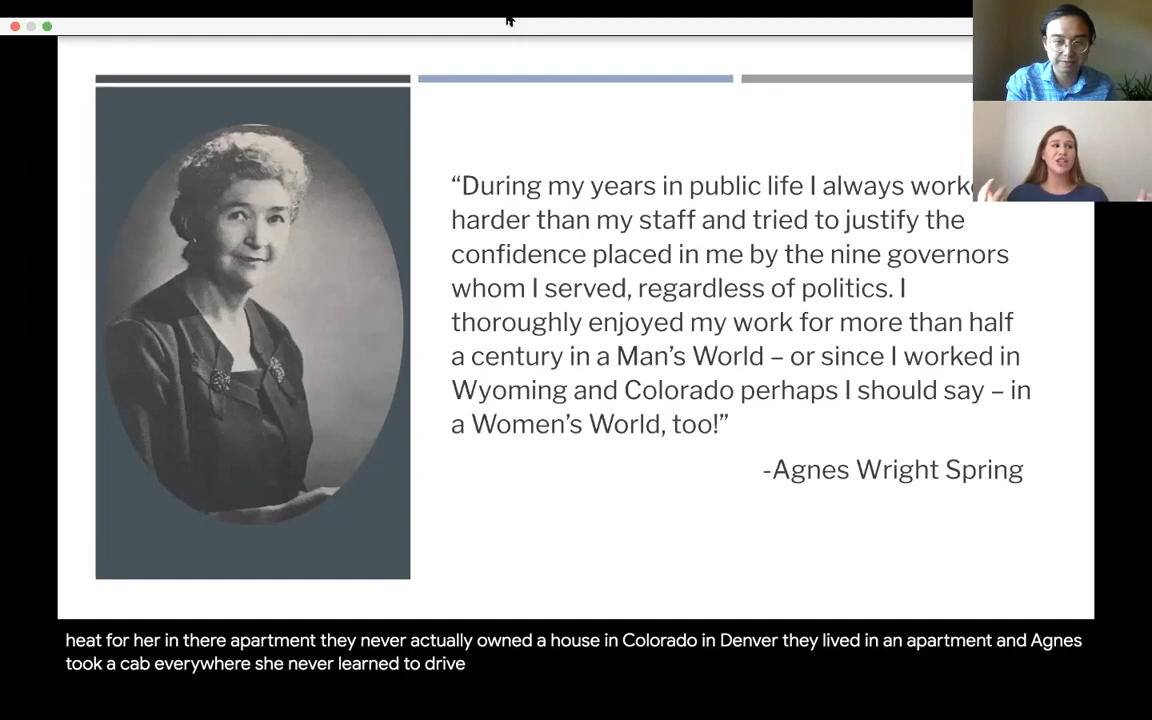 “During my years in public life I always work
harder than my staff and tried to justify the
confidence placed in me by the nine governors
whom I served, regardless of politics. I
thoroughly enjoyed my work for more than half
a century in a Man’s World – or since I worked in
Wyoming and Colorado perhaps I should say – in
a Women’s World, too!”
-Agnes Wright Spring
heat for her in there apartment they never actually owned a house in Colorado in Denver they lived in an apartment and Agnes
took a cab everywhere she never learned to drive